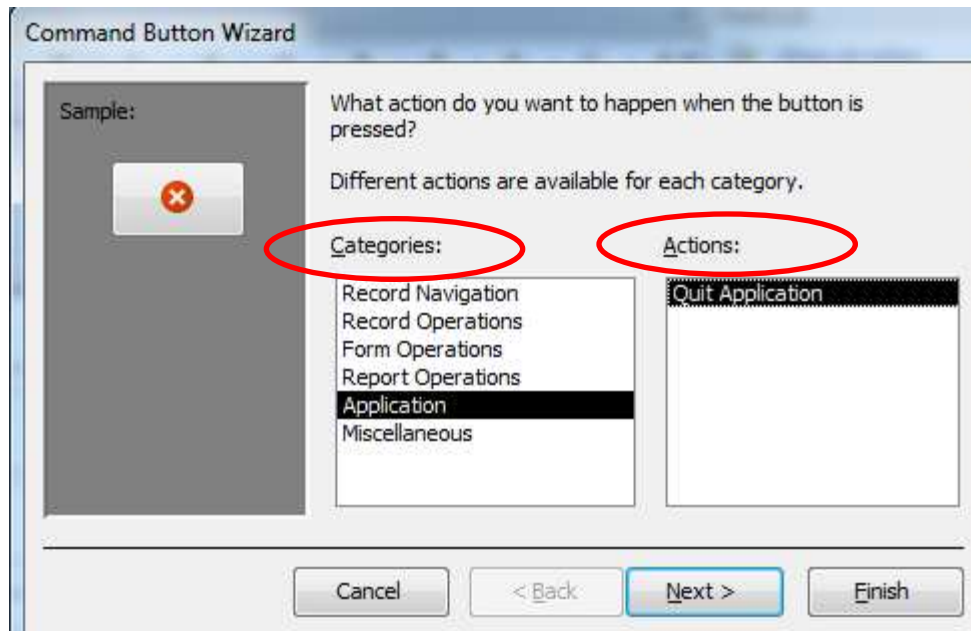 Command Button Wizard
Sample:
What action do you want to happen when the button is
pressed?
Different actions are available for each category.
Categories:
Actions:
Record Navigation
Record Operations
Form Operations
Report Operations
Application
Miscellaneous
Quit Application
Cancel
< Back
Next >
Finish